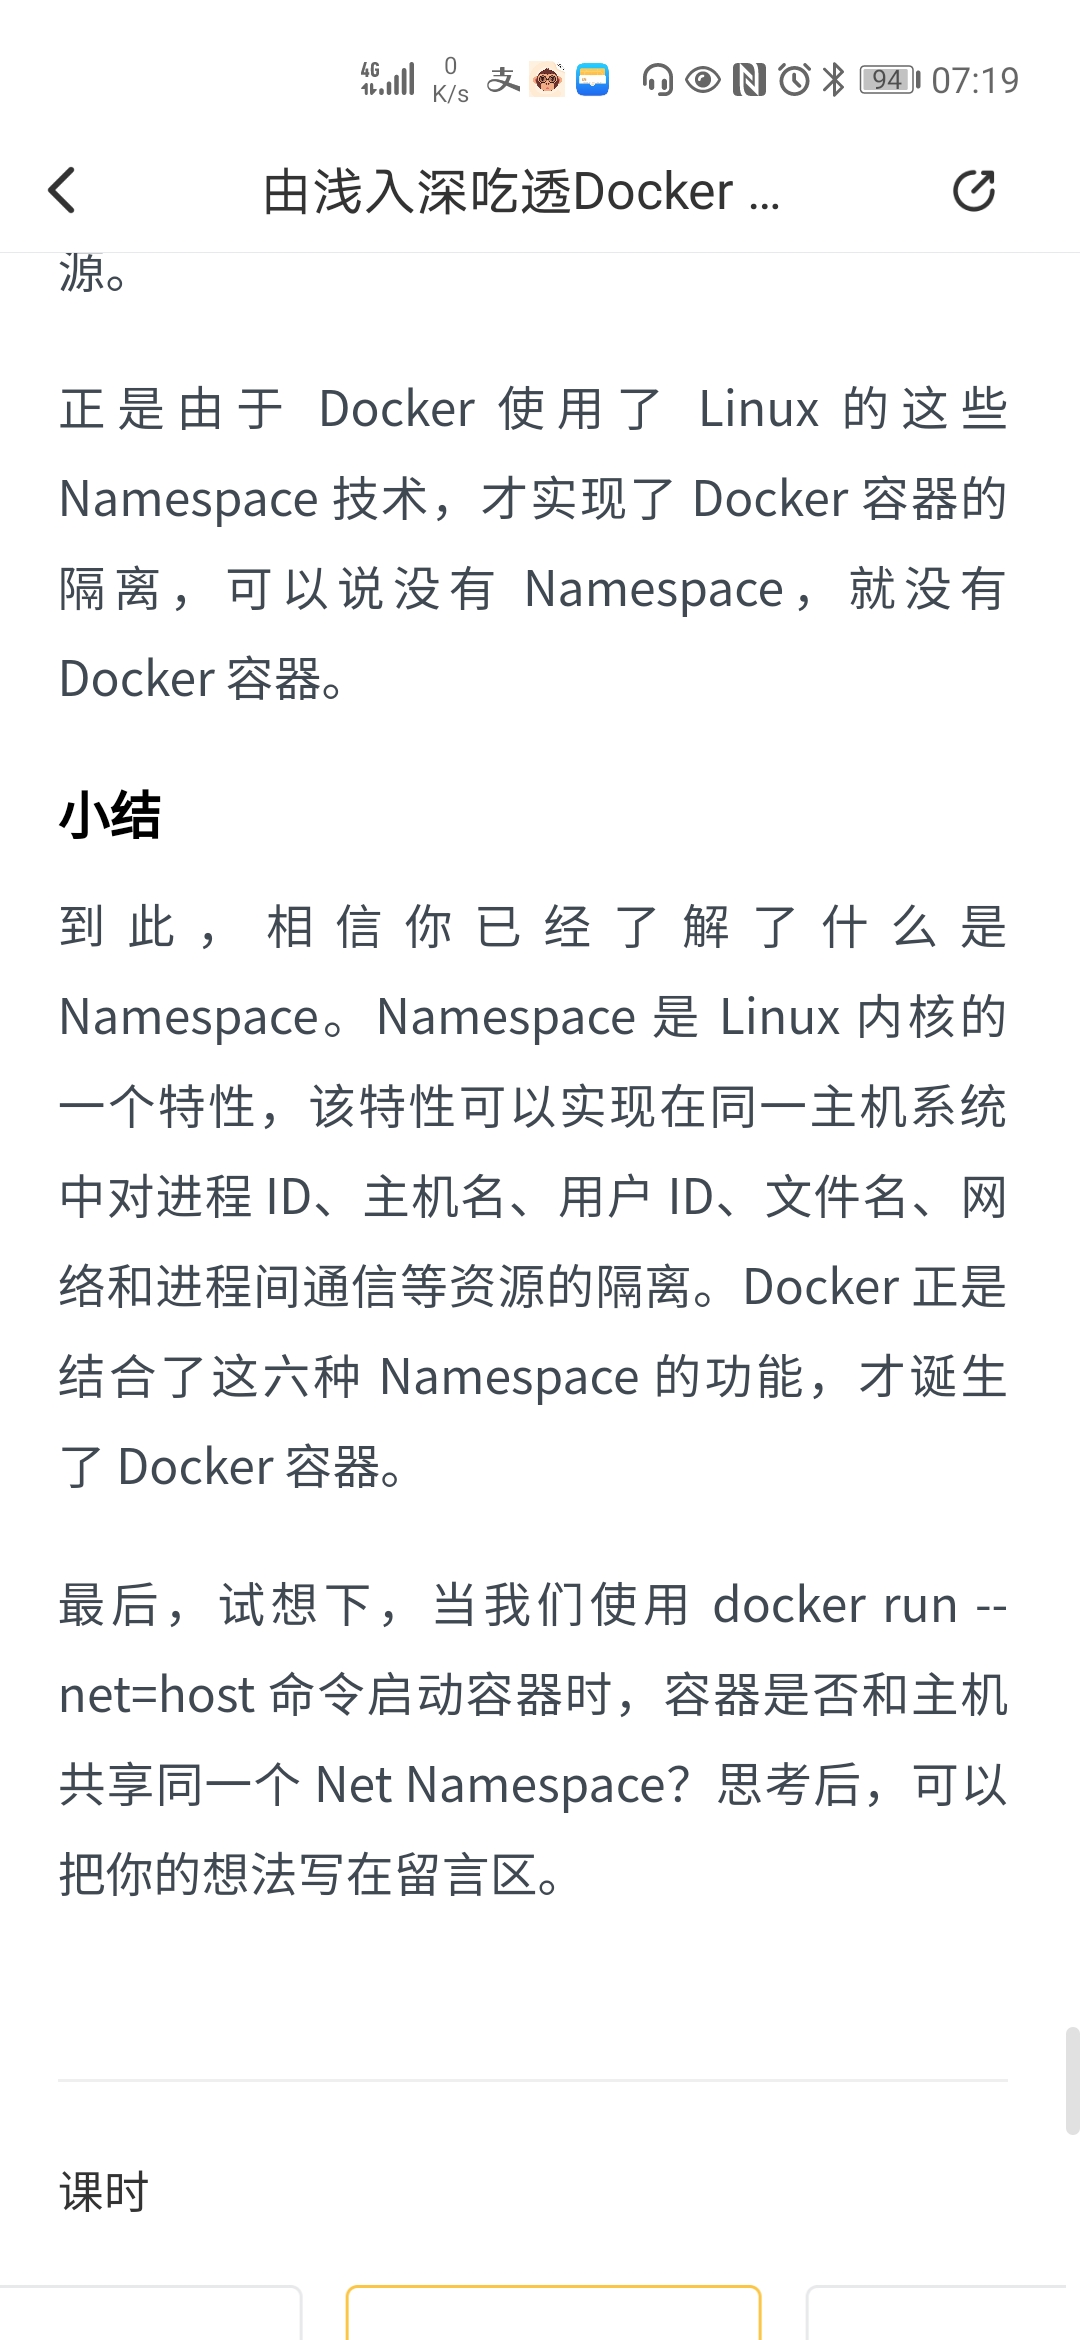 4G
0
K/s
支
94
07:19
由浅入深吃透Docker ...
源。
正是由于 Docker 使用了 Linux 的这些
Namespace 技术，才实现了 Docker 容器的
隔离，可以说没有 Namespace，就没有
Docker 容器。
小结
到此，相信你已经了解了什么是
Namespace。Namespace 是 Linux 内核的
一个特性，该特性可以实现在同一主机系统
中对进程 ID、主机名、用户 ID、文件名、网
络和进程间通信等资源的隔离。Docker 正是
结合了这六种 Namespace 的功能，才诞生
了 Docker 容器。
最后，试想下，当我们使用 docker run --
net=host 命令启动容器时，容器是否和主机
共享同一个 Net Namespace？思考后，可以
把你的想法写在留言区。
课时